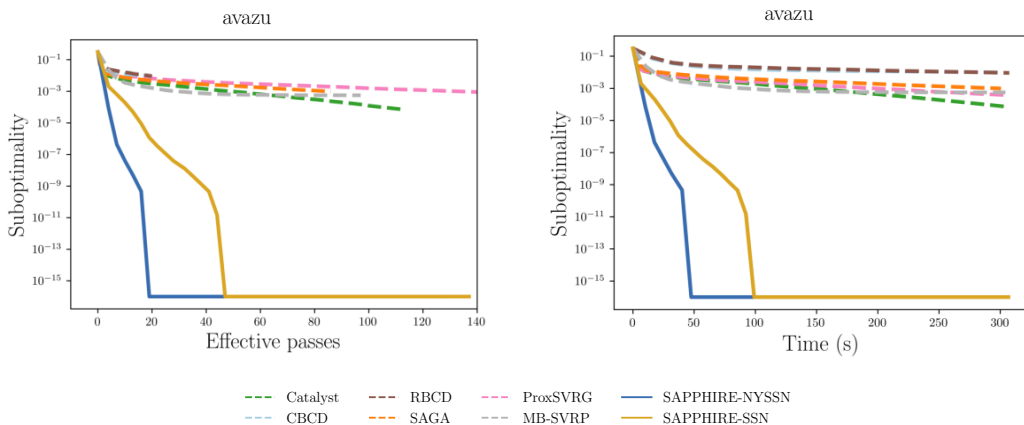 avazu
10⁻¹
10⁻³
10⁻⁵
10⁻⁷
10⁻⁹
10⁻¹¹
10⁻¹³
10⁻¹⁵
Suboptimality
0 20 40 60 80 100 120 140
Effective passes
avazu
10⁻¹
10⁻³
10⁻⁵
10⁻⁷
10⁻⁹
10⁻¹¹
10⁻¹³
10⁻¹⁵
Suboptimality
0 50 100 150 200 250 300
Time (s)
Catalyst RBCD ProxSVRG SAPPHIRE-NYSSN
CBCD SAGA MB-SVRP SAPPHIRE-SSN